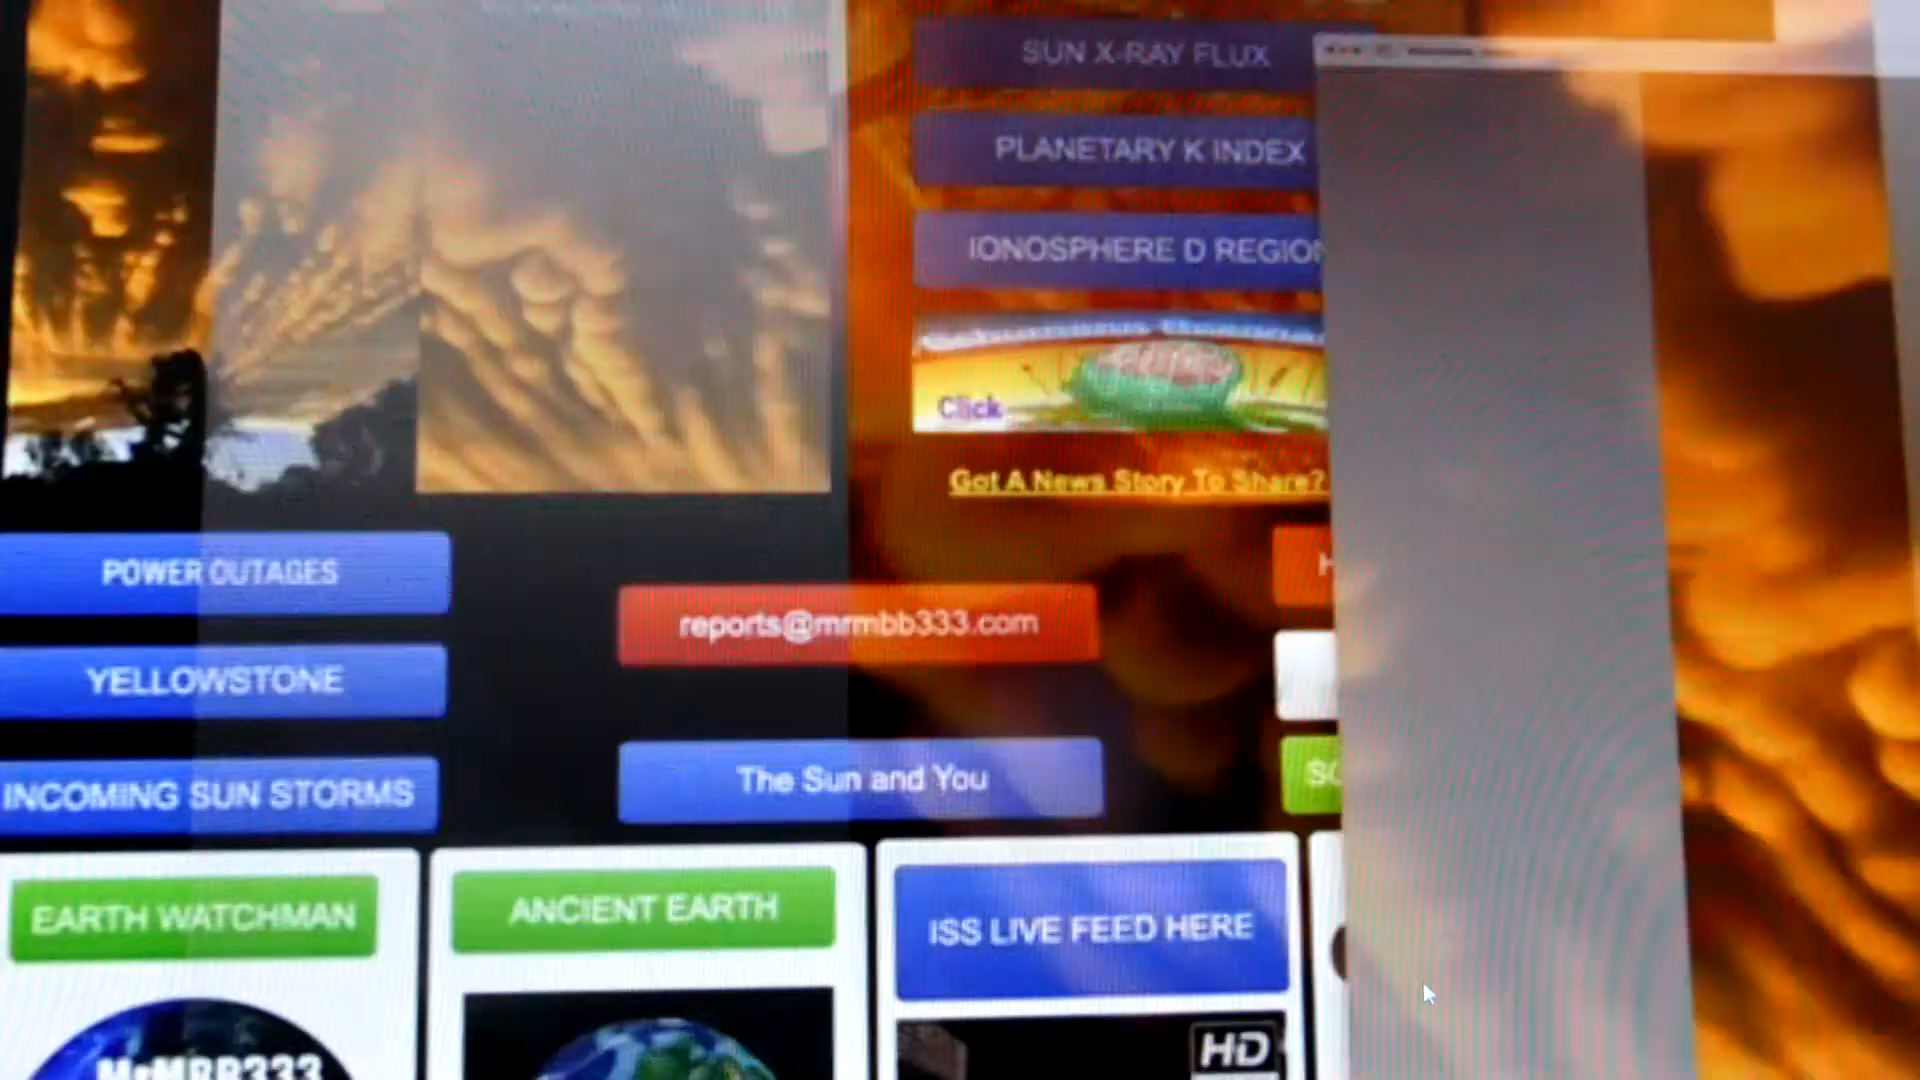 SUN X-RAY FLUX
PLANETARY K INDEX
IONOSPHERE D REGION
Click
Got A News Story To Share?
POWER OUTAGES
reports@mrmbb333.com
YELLOWSTONE
The Sun and You
INCOMING SUN STORMS
EARTH WATCHMAN
ANCIENT EARTH
ISS LIVE FEED HERE
MrMBB333
HD